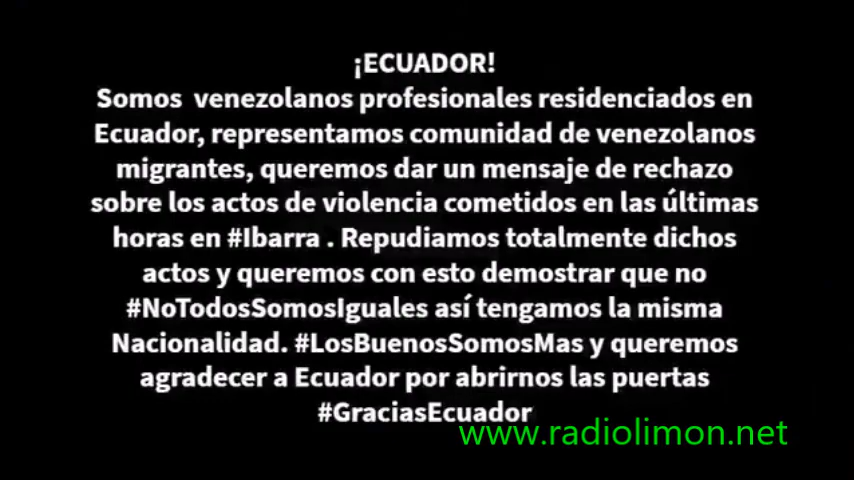 ¡ECUADOR!
Somos venezolanos profesionales residenciados en
Ecuador, representamos comunidad de venezolanos
migrantes, queremos dar un mensaje de rechazo
sobre los actos de violencia cometidos en las últimas
horas en #Ibarra . Repudiamos totalmente dichos
actos y queremos con esto demostrar que no
#NoTodosSomosIguales así tengamos la misma
Nacionalidad. #LosBuenosSomosMas y queremos
agradecer a Ecuador por abrirnos las puertas
#GraciasEcuador
www.radiolimon.net